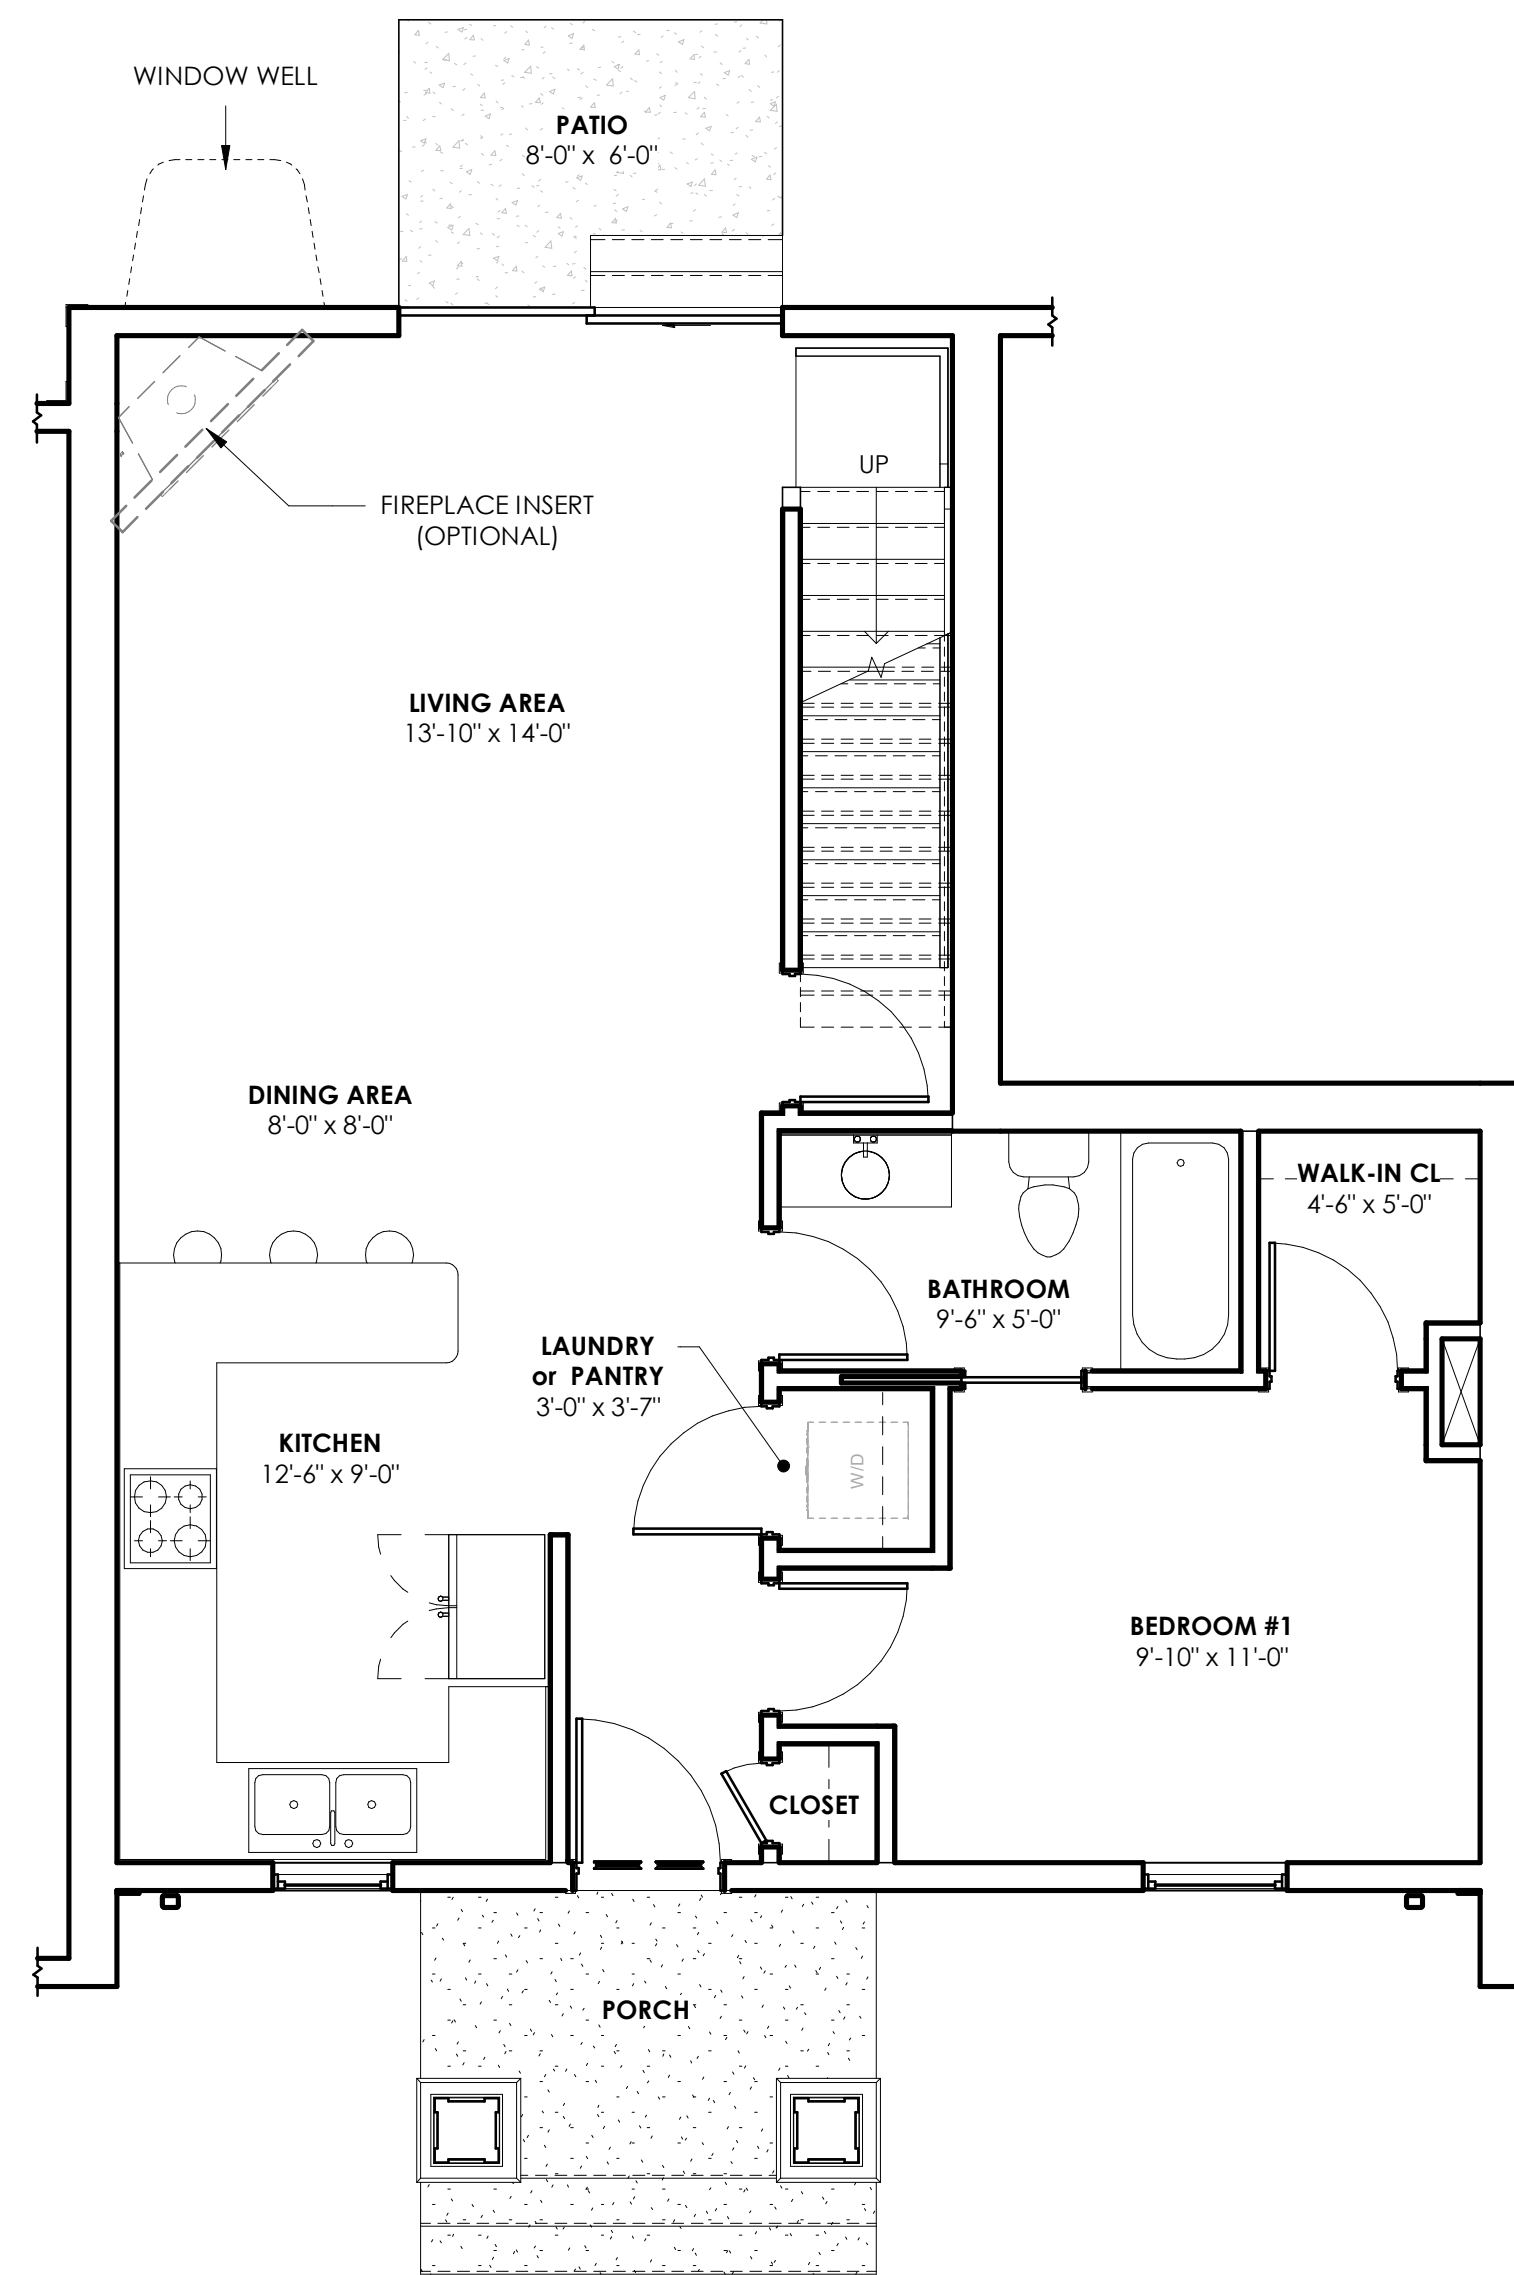 WINDOW WELL
PATIO
8'-0" x 6'-0"
UP
FIREPLACE INSERT
(OPTIONAL)
LIVING AREA
13'-10" x 14'-0"
DINING AREA
8'-0" x 8'-0"
WALK-IN CL
4'-6" x 5'-0"
BATHROOM
9'-6" x 5'-0"
LAUNDRY
or PANTRY
3'-0" x 3'-7"
KITCHEN
12'-6" x 9'-0"
W/D
BEDROOM #1
9'-10" x 11'-0"
CLOSET
PORCH